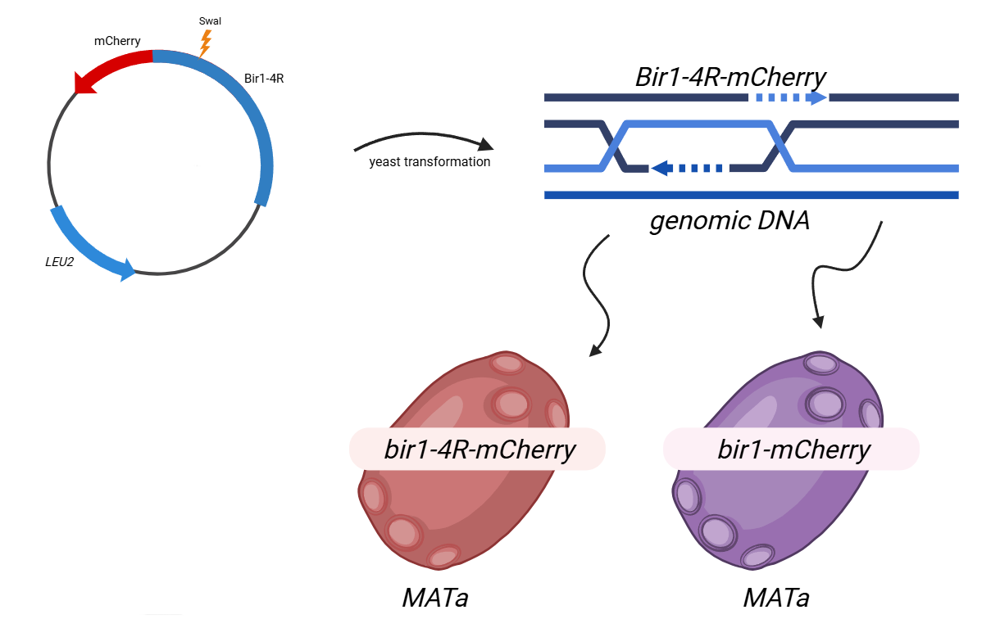 SwaI
mCherry
Bir1-4R
LEU2
yeast transformation
Bir1-4R-mCherry
genomic DNA
bir1-4R-mCherry
bir1-mCherry
MATa
MATa